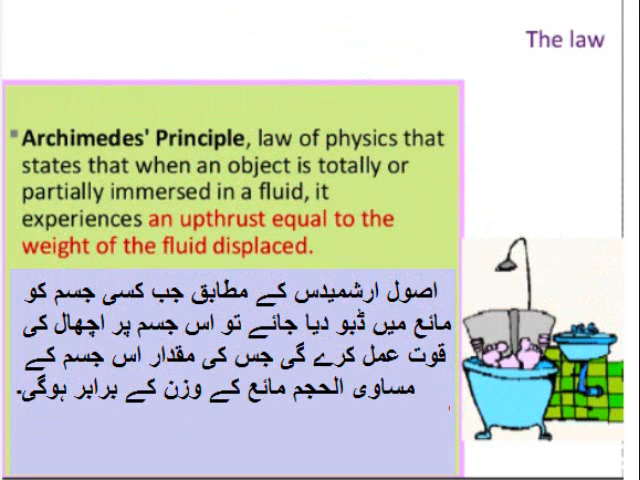 The law
Archimedes' Principle, law of physics that
states that when an object is totally or
partially immersed in a fluid, it
experiences an upthrust equal to the
weight of the fluid displaced.
اصول ارشمیدس کے مطابق جب کسی جسم کو
مائع میں ڈبو دیا جائے تو اس جسم پر اچھال کی
قوت عمل کرے گی جس کی مقدار اس جسم کے
مساوی الحجم مائع کے وزن کے برابر ہوگی۔